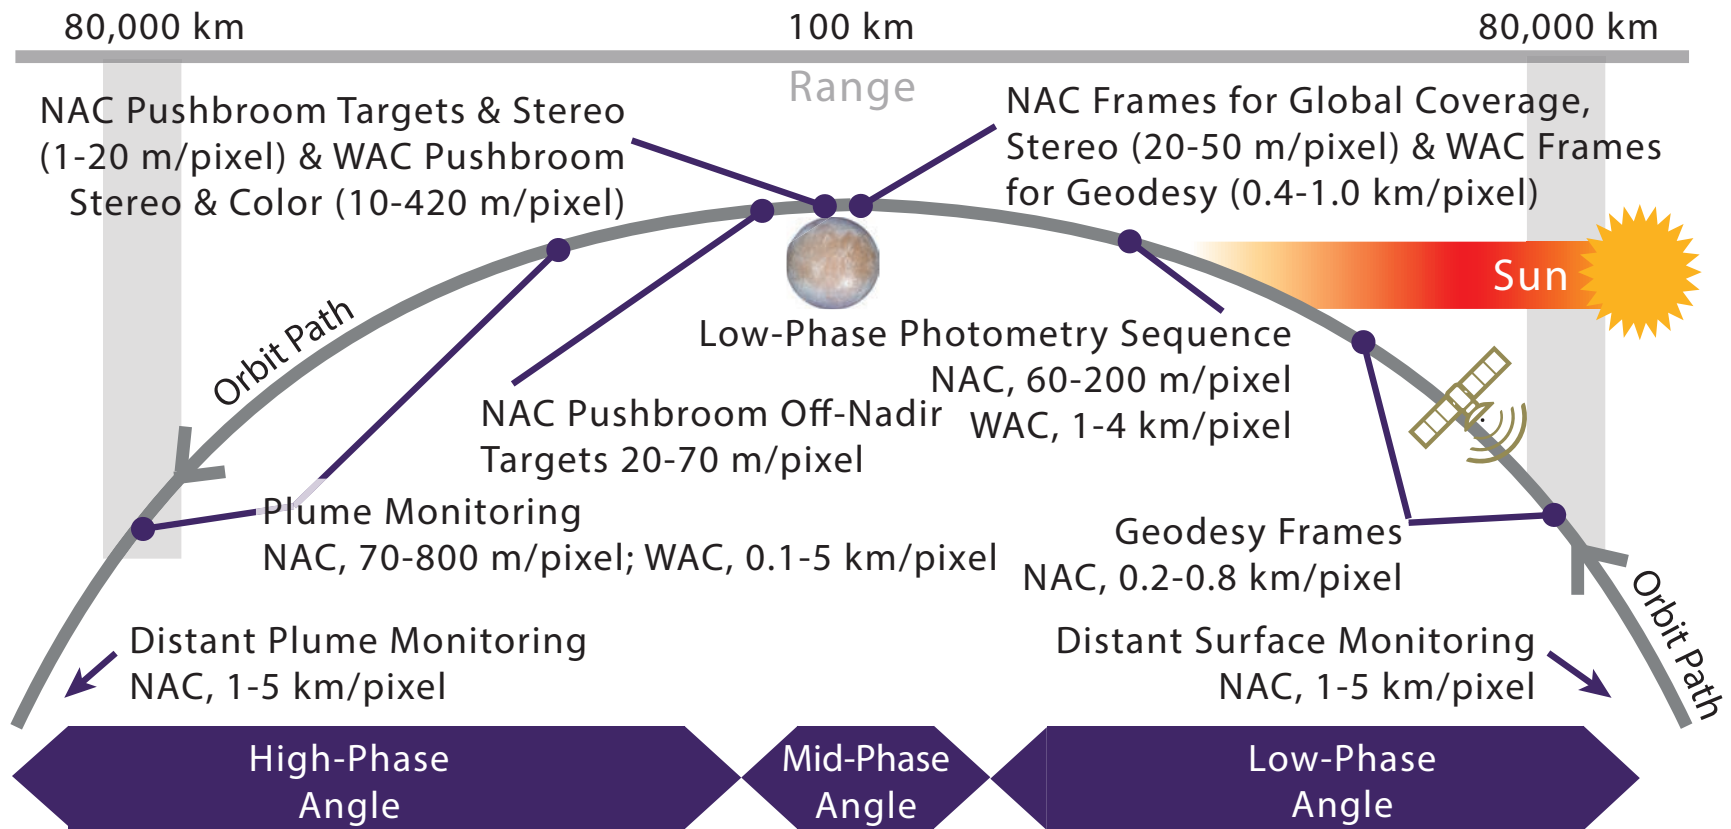 80,000 km
100 km
80,000 km
Range
NAC Pushbroom Targets & Stereo
(1-20 m/pixel) & WAC Pushbroom
Stereo & Color (10-420 m/pixel)
NAC Frames for Global Coverage,
Stereo (20-50 m/pixel) & WAC Frames
for Geodesy (0.4-1.0 km/pixel)
Sun
Orbit Path
Low-Phase Photometry Sequence
NAC, 60-200 m/pixel
WAC, 1-4 km/pixel
NAC Pushbroom Off-Nadir
Targets 20-70 m/pixel
Plume Monitoring
NAC, 70-800 m/pixel; WAC, 0.1-5 km/pixel
Geodesy Frames
NAC, 0.2-0.8 km/pixel
Orbit Path
Distant Plume Monitoring
NAC, 1-5 km/pixel
Distant Surface Monitoring
NAC, 1-5 km/pixel
High-Phase
Angle
Mid-Phase
Angle
Low-Phase
Angle